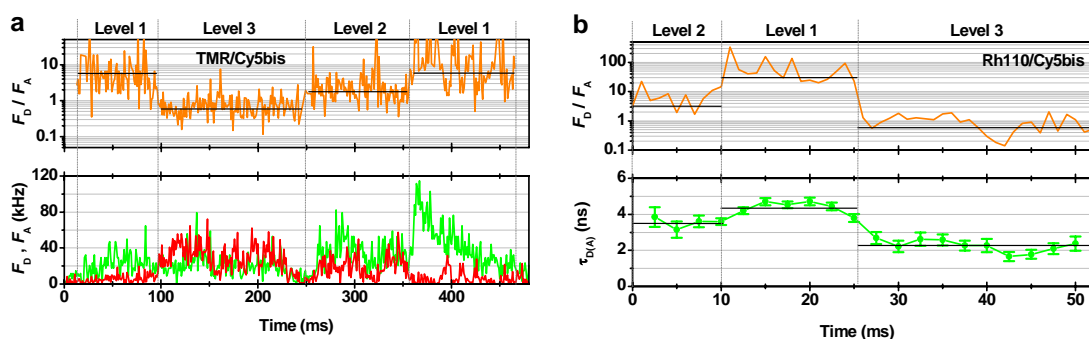 a
Level 1 Level 3 Level 2 Level 1
TMR/Cy5bis
F_D / F_A
10
1
0.1
F_D , F_A (kHz)
120
80
40
0
0 100 200 300 400
Time (ms)
b
Level 2 Level 1 Level 3
Rh110/Cy5bis
F_D / F_A
100
10
1
0.1
τ_D(A) (ns)
6
4
2
0
0 10 20 30 40 50
Time (ms)